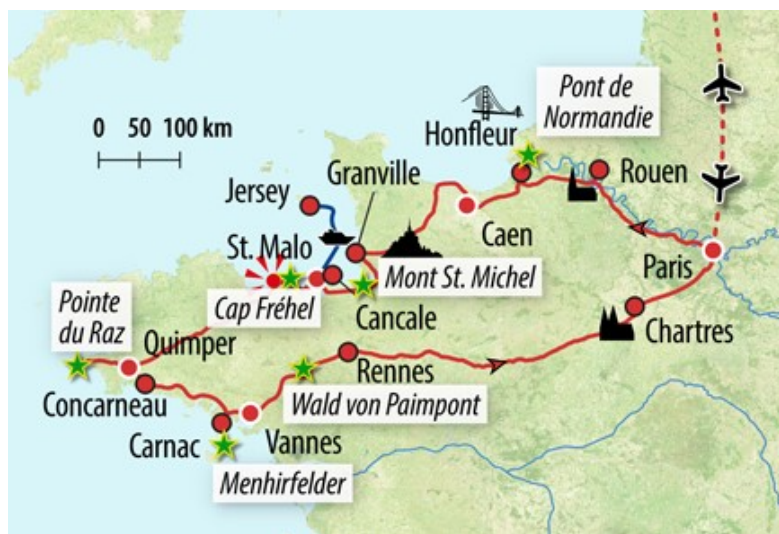 Pont de
Normandie
Honfleur
0 50 100 km
Granville
Rouen
Jersey
Caen
St. Malo
Paris
Mont St. Michel
Pointe
du Raz
Cap Fréhel
Cancale
Chartres
Quimper
Rennes
Concarneau
Wald von Paimpont
Carnac
Vannes
Menhirfelder